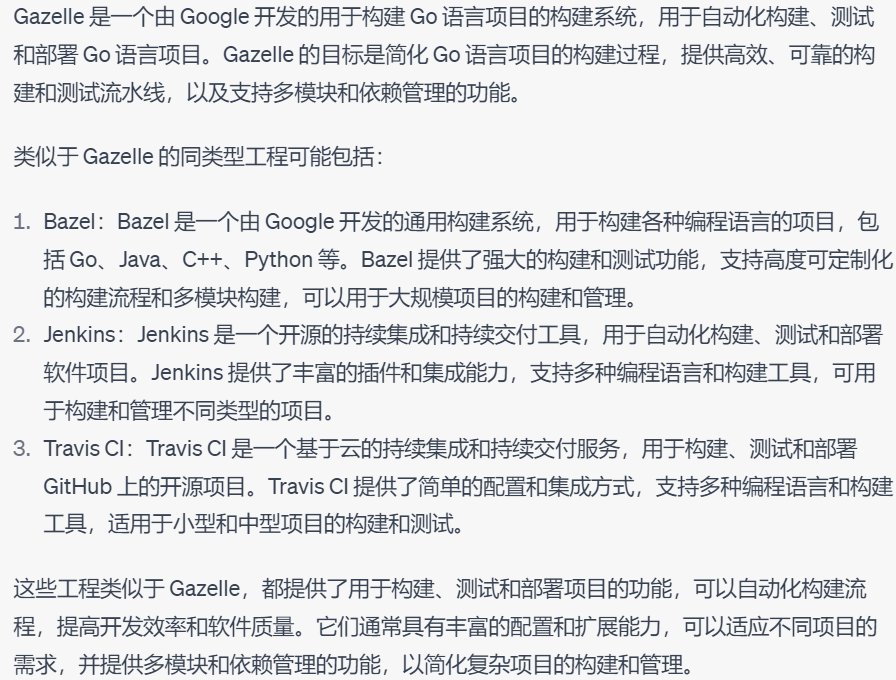 Gazelle 是一个由 Google 开发的用于构建 Go 语言项目的构建系统，用于自动化构建、测试
和部署 Go 语言项目。Gazelle 的目标是简化 Go 语言项目的构建过程，提供高效、可靠的构
建和测试流水线，以及支持多模块和依赖管理的功能。
类似于 Gazelle 的同类型工程可能包括：
1. Bazel：Bazel 是一个由 Google 开发的通用构建系统，用于构建各种编程语言的项目，包
括 Go、Java、C++、Python 等。Bazel 提供了强大的构建和测试功能，支持高度可定制化
的构建流程和多模块构建，可以用于大规模项目的构建和管理。
2. Jenkins：Jenkins 是一个开源的持续集成和持续交付工具，用于自动化构建、测试和部署
软件项目。Jenkins 提供了丰富的插件和集成能力，支持多种编程语言和构建工具，可用
于构建和管理不同类型的项目。
3. Travis CI：Travis CI 是一个基于云的持续集成和持续交付服务，用于构建、测试和部署
GitHub 上的开源项目。Travis CI 提供了简单的配置和集成方式，支持多种编程语言和构建
工具，适用于小型和中型项目的构建和测试。
这些工程类似于 Gazelle，都提供了用于构建、测试和部署项目的功能，可以自动化构建流
程，提高开发效率和软件质量。它们通常具有丰富的配置和扩展能力，可以适应不同项目的
需求，并提供多模块和依赖管理的功能，以简化复杂项目的构建和管理。